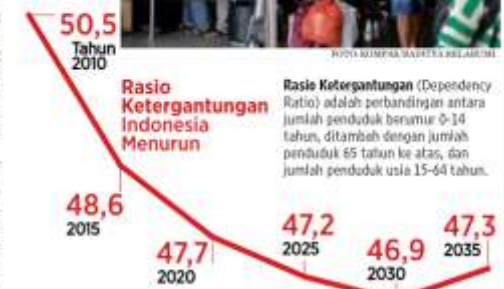 50,5
Tahun
2010
Rasio
Ketergantungan
Indonesia
Menurun
Rasio Ketergantungan (Dependency
Ratio) adalah perbandingan antara
jumlah penduduk berumur 0-14
tahun, ditambah dengan jumlah
penduduk 65 tahun ke atas, dan
jumlah penduduk usia 15-64 tahun.
48,6
2015
47,7
2020
47,2
2025
46,9
2030
47,3
2035